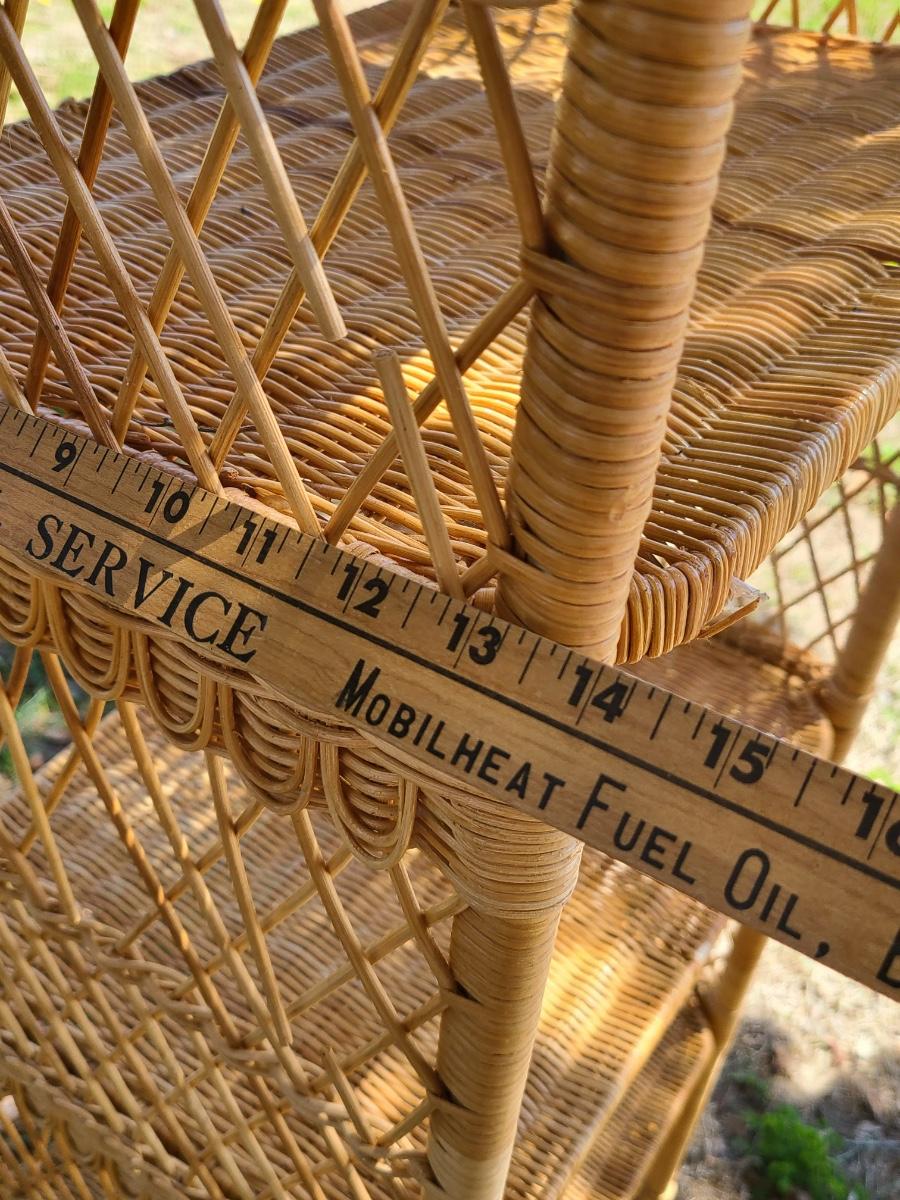 9 10 11 12 13 14 15
SERVICE MOBILHEAT FUEL OIL,